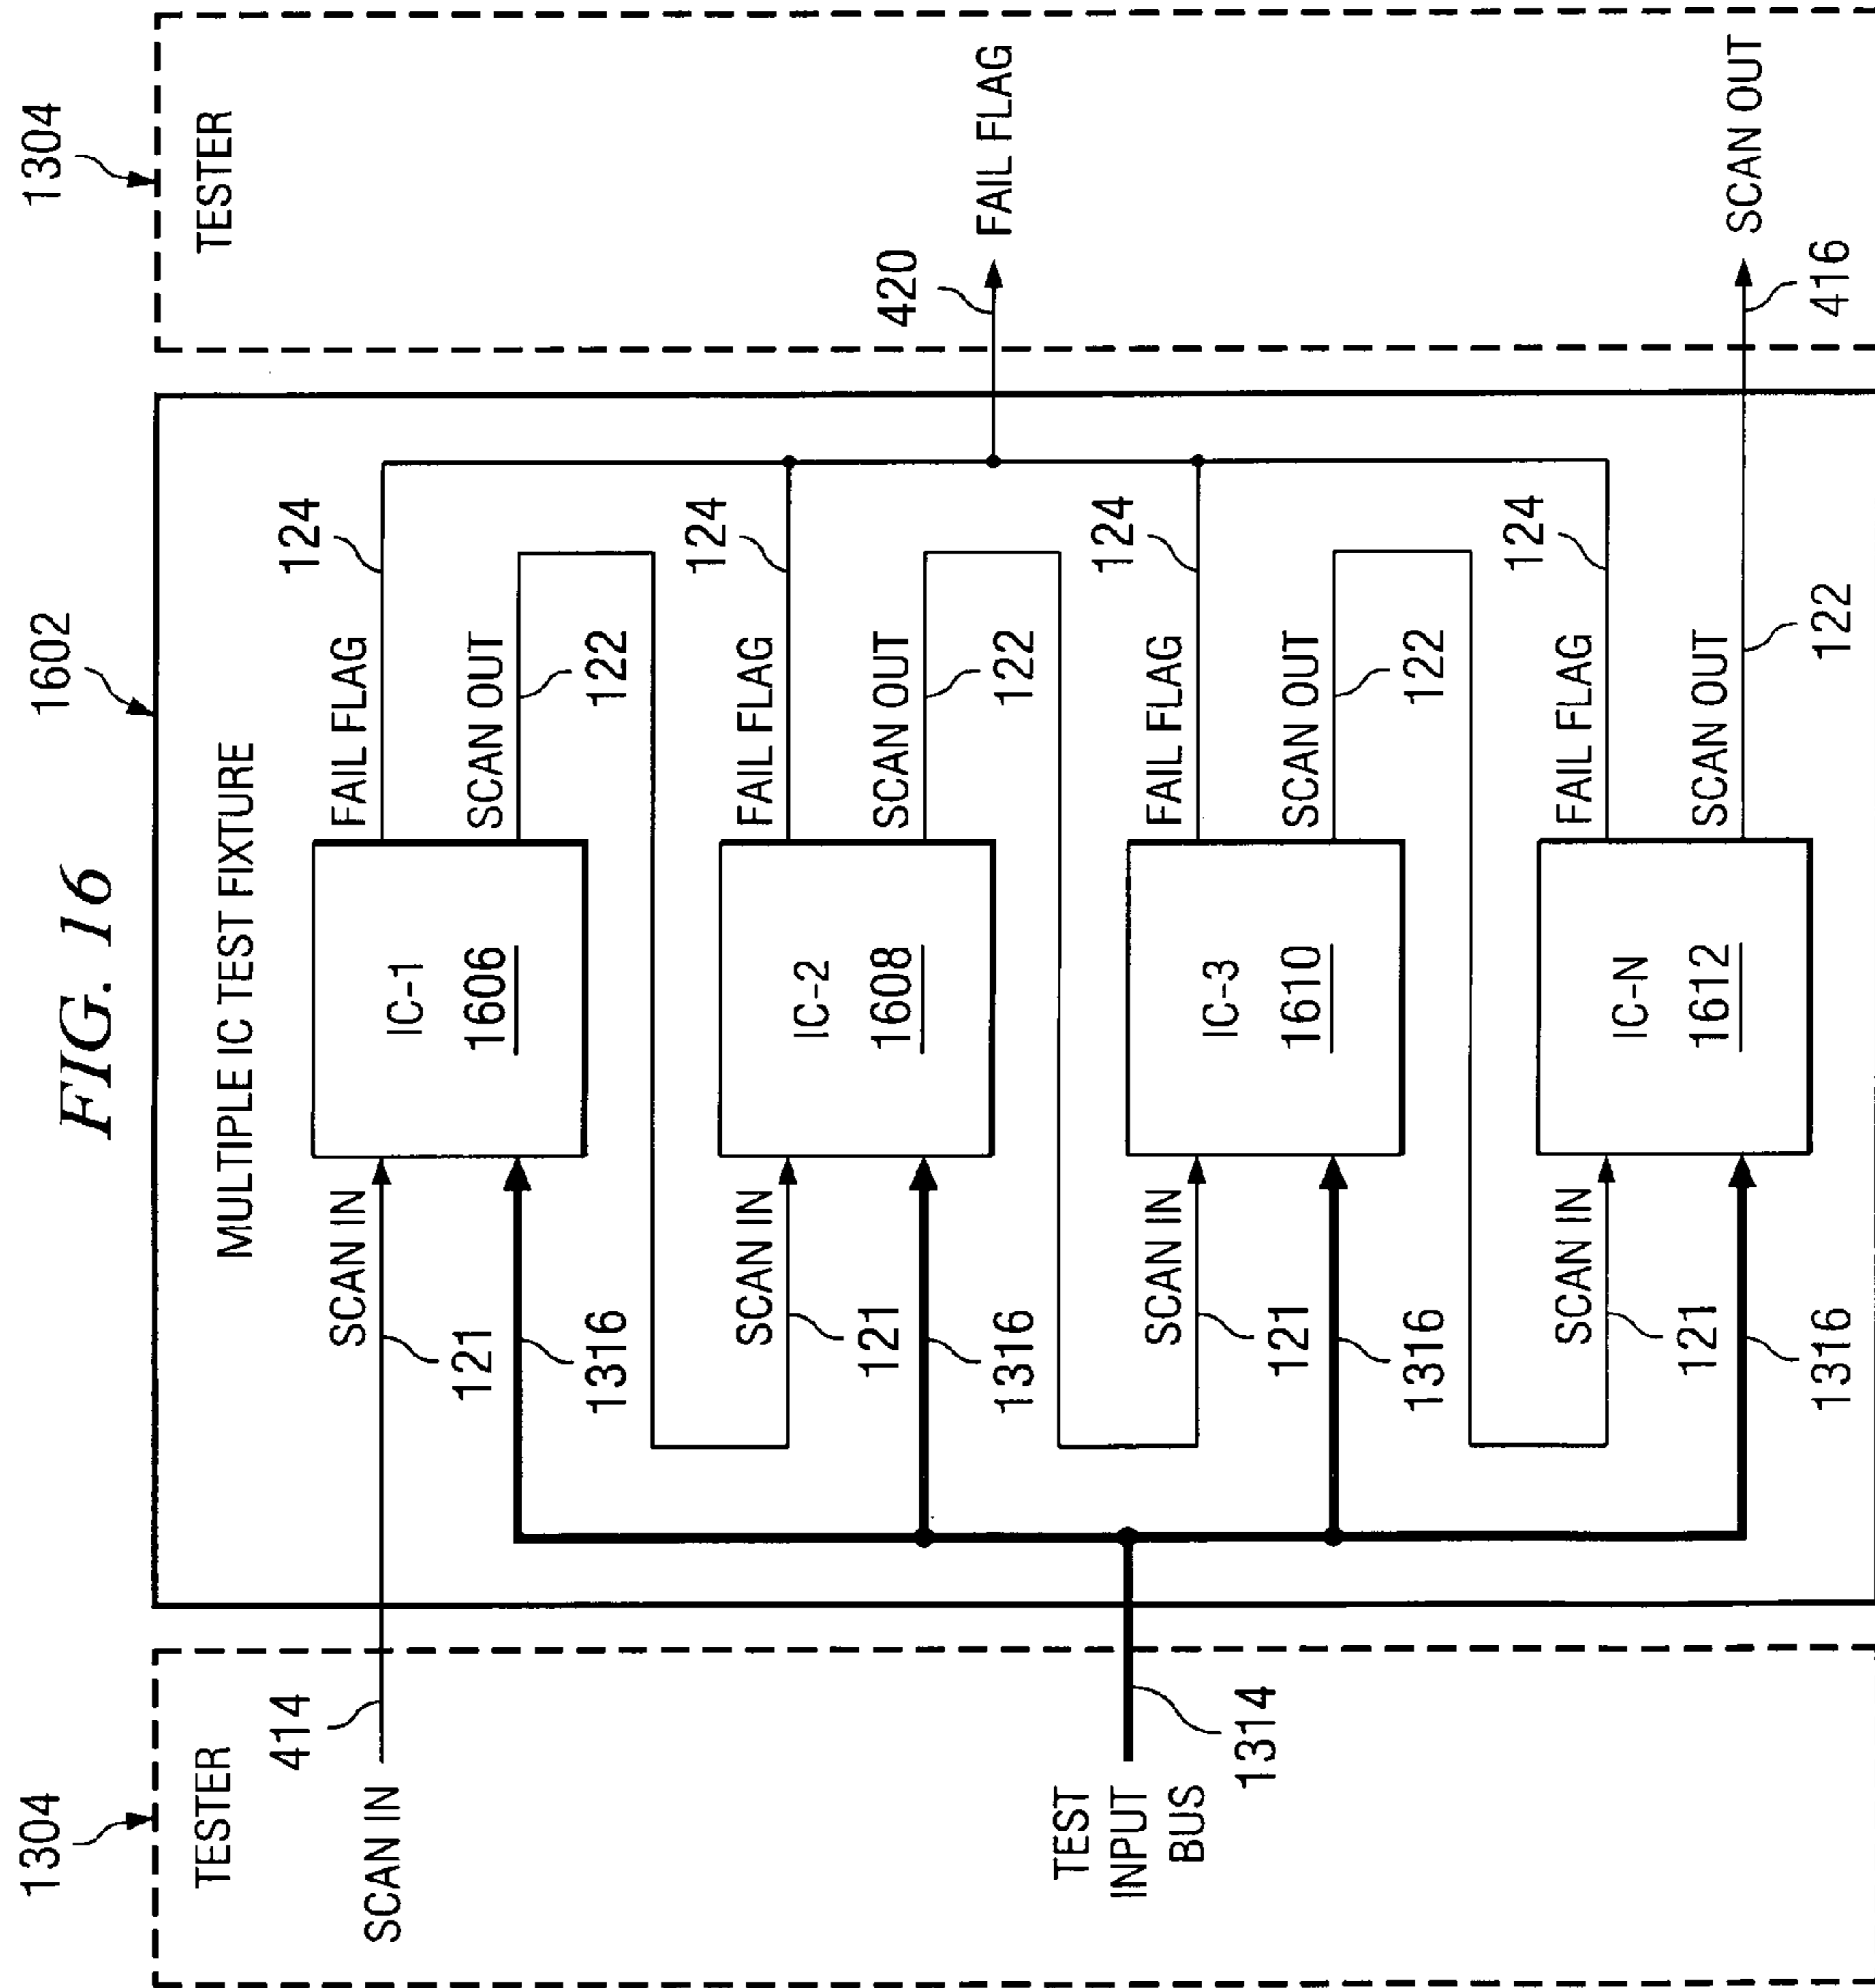 FIG. 16
1304
1602
1304
TESTER
MULTIPLE IC TEST FIXTURE
TESTER
414
SCAN IN
SCAN IN
121
IC-1
1606
FAIL FLAG
124
SCAN OUT
122
1316
SCAN IN
121
IC-2
1608
FAIL FLAG
124
SCAN OUT
122
1316
420
FAIL FLAG
TEST
INPUT
BUS
1314
SCAN IN
121
IC-3
1610
FAIL FLAG
124
SCAN OUT
122
1316
SCAN IN
121
IC-N
1612
FAIL FLAG
124
SCAN OUT
122
1316
SCAN OUT
416